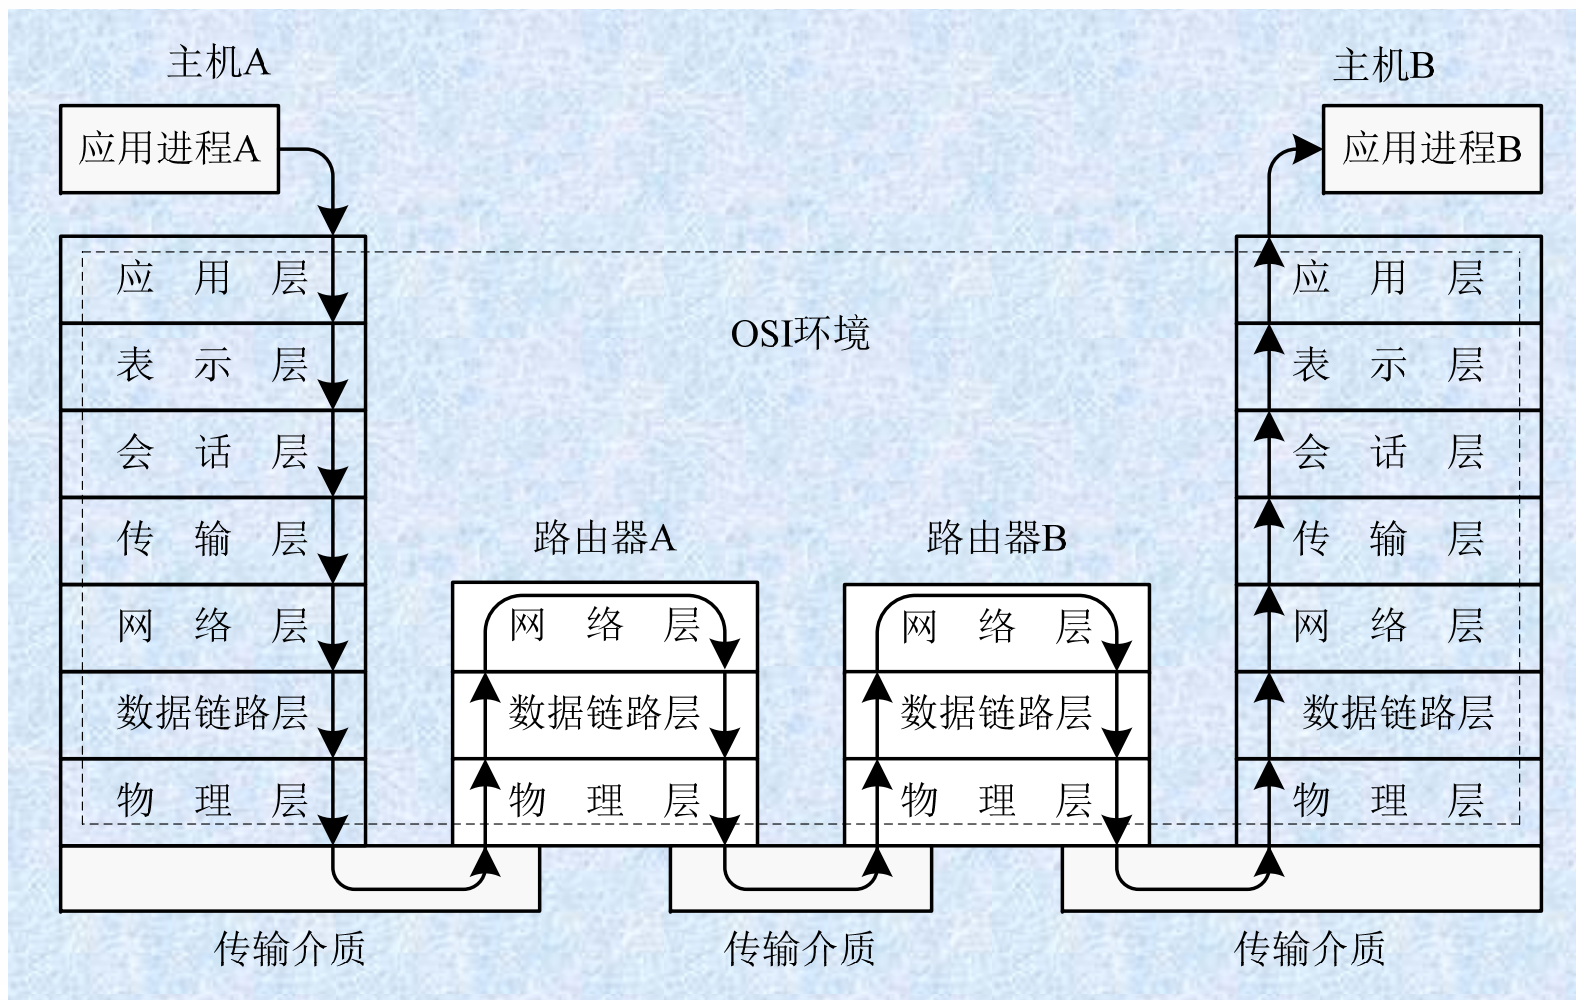 主机A
主机B
应用进程A
应用进程B
应用层
表示层
会话层
传输层
网络层
数据链路层
物理层
OSI环境
路由器A
网络层
数据链路层
物理层
路由器B
网络层
数据链路层
物理层
应用层
表示层
会话层
传输层
网络层
数据链路层
物理层
传输介质
传输介质
传输介质